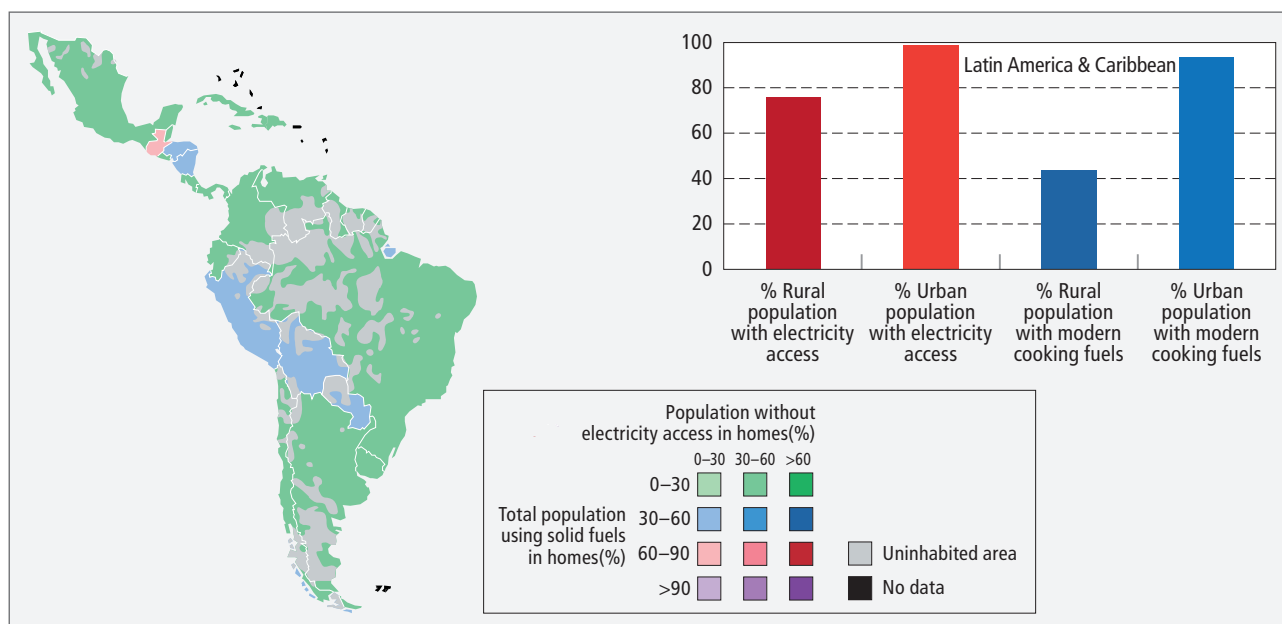 100
80
60
40
20
0
Latin America & Caribbean
% Rural
population
with electricity
access
% Urban
population
with electricity
access
% Rural
population
with modern
cooking fuels
% Urban
population
with modern
cooking fuels
Population without
electricity access in homes(%)
0–30 30–60 >60
Total population
using solid fuels
in homes(%)
0–30
30–60
60–90
>90
Uninhabited area
No data